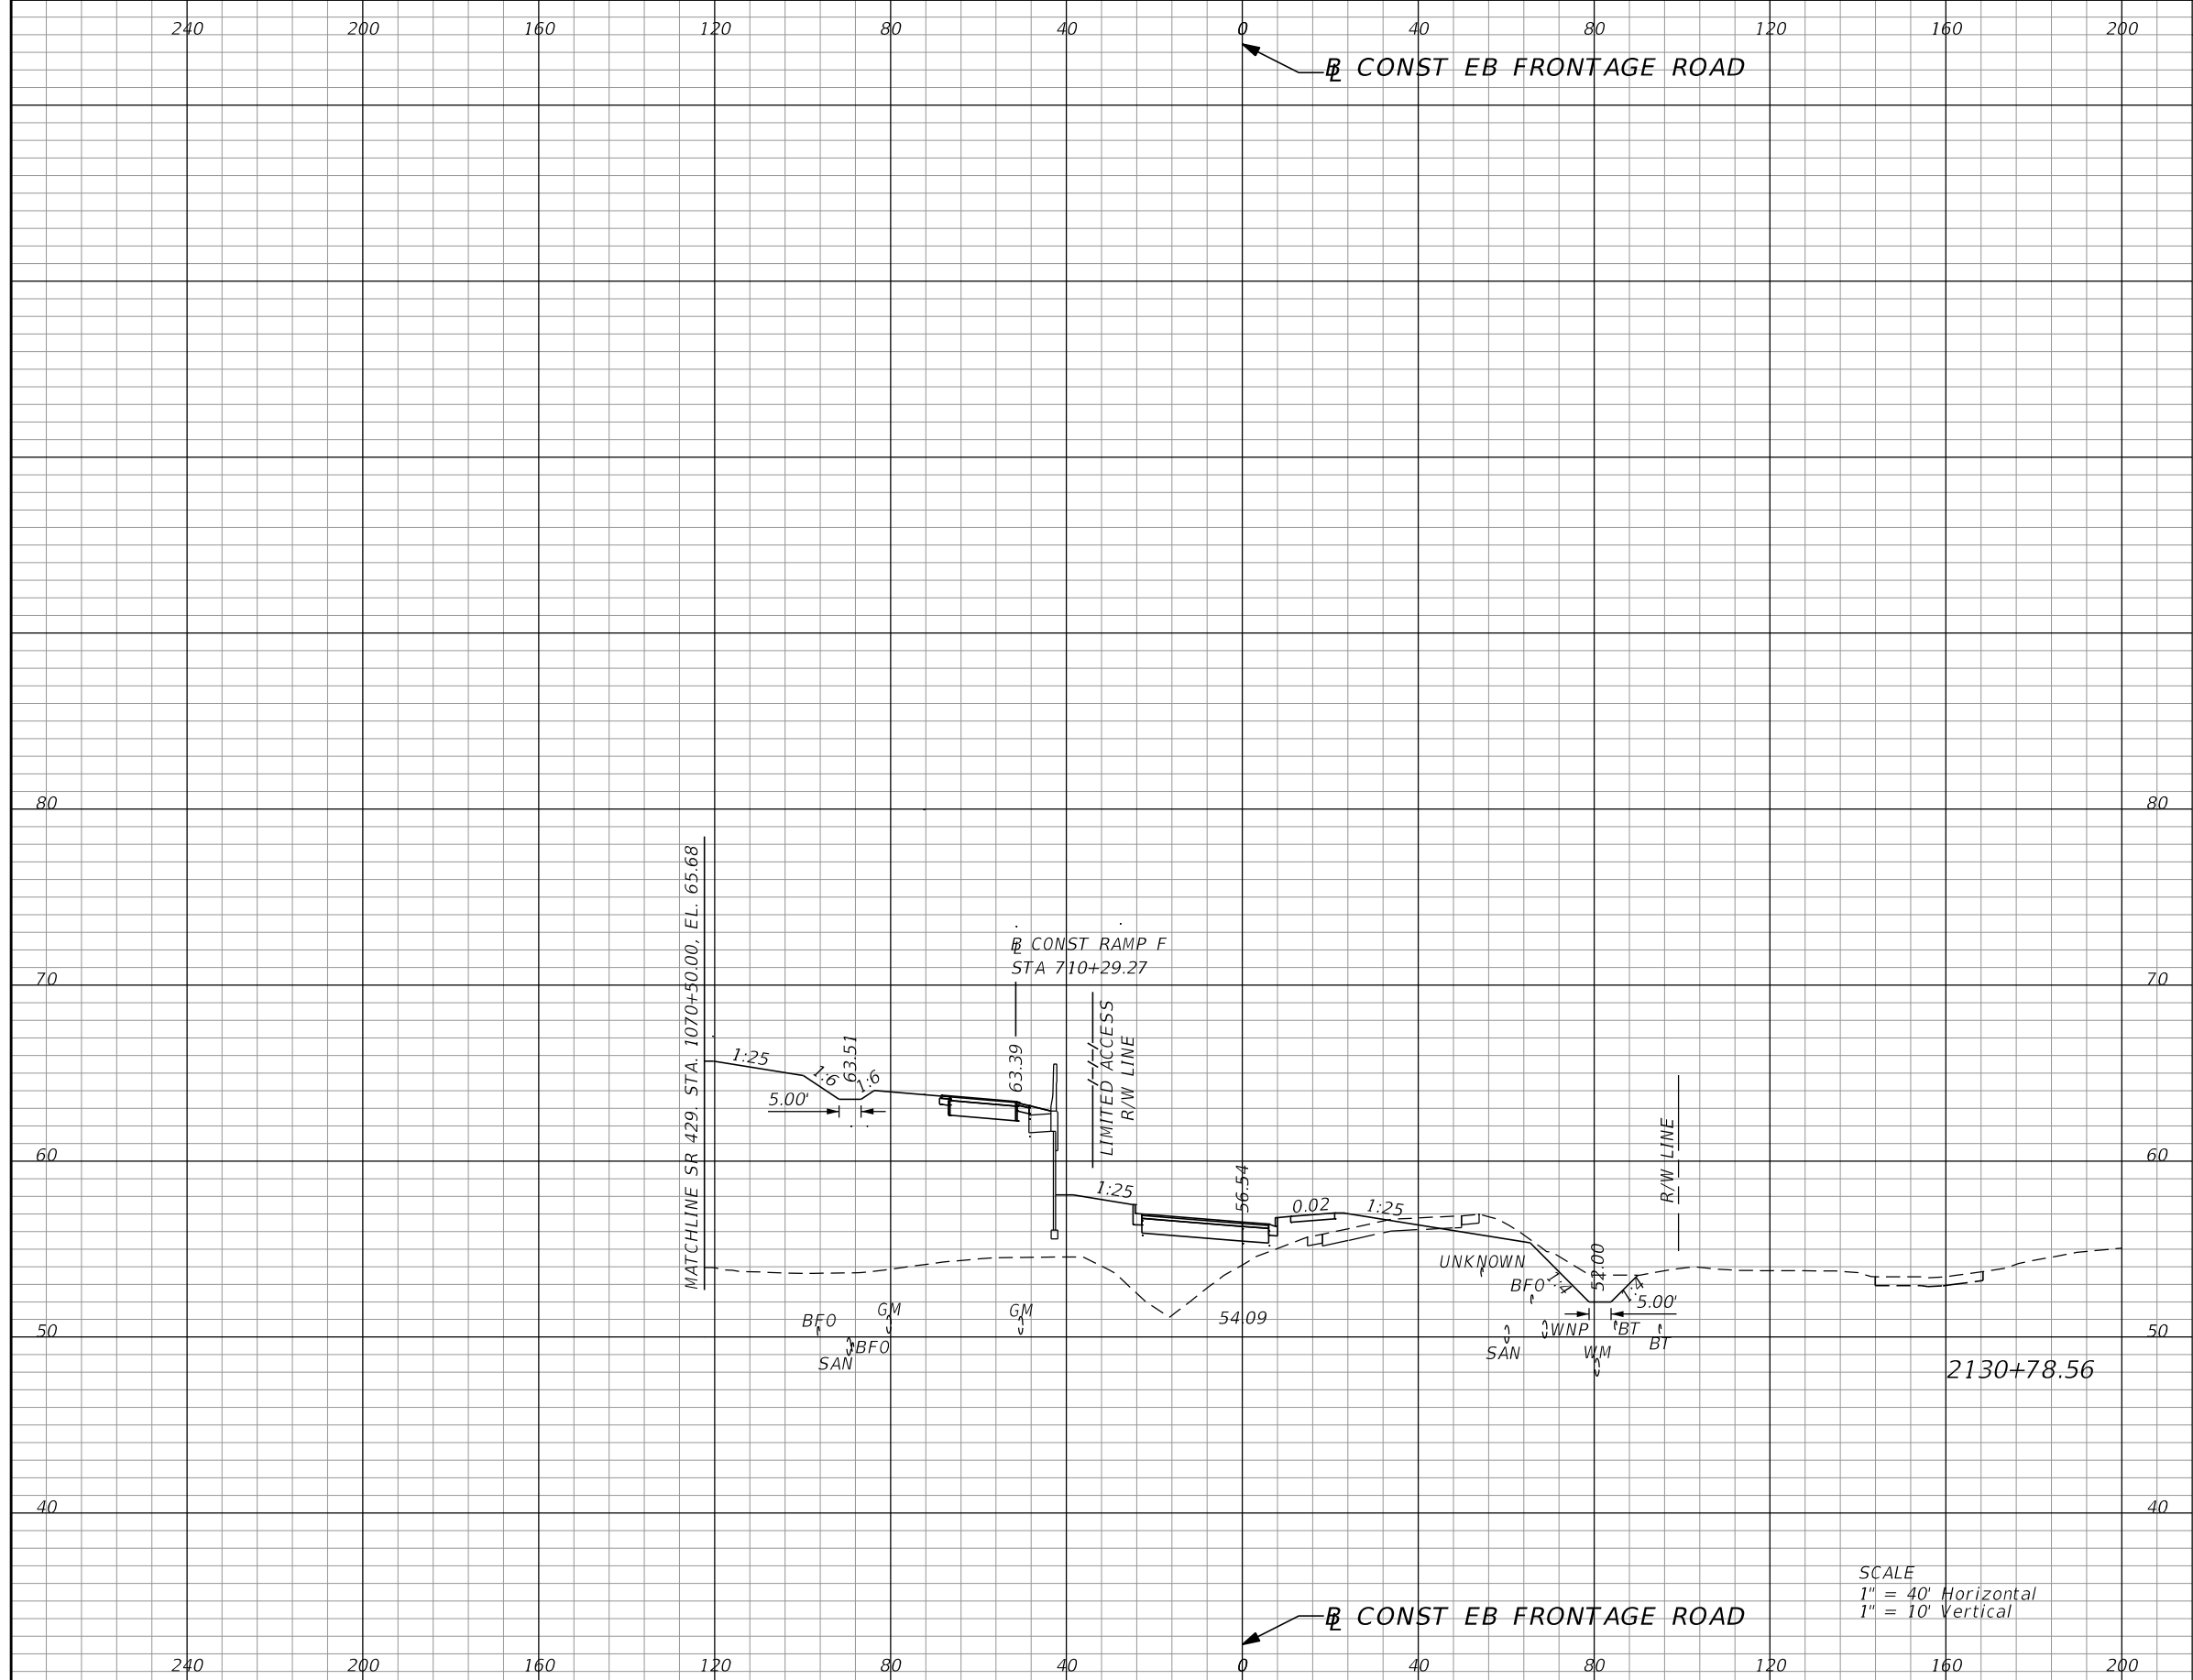 240 200 160 120 80 40 0 40 80 120 160 200
BL CONST EB FRONTAGE ROAD
80 80
MATCHLINE SR 429. STA. 1070+50.00, EL. 65.68
BL CONST RAMP F
STA 710+29.27
70 70
LIMITED ACCESS
R/W LINE
1:25
1:6
63.51
1:6
63.39
5.00'
R/W LINE
60 60
1:25
56.54
0.02
1:25
UNKNOWN
BFO
1:4
52.00
1:4
5.00'
BFO
GM
GM
54.09
SAN
BFO
SAN
WNP
WM
BT
BT
50 50
2130+78.56
40 40
SCALE
1" = 40' Horizontal
1" = 10' Vertical
BL CONST EB FRONTAGE ROAD
240 200 160 120 80 40 0 40 80 120 160 200